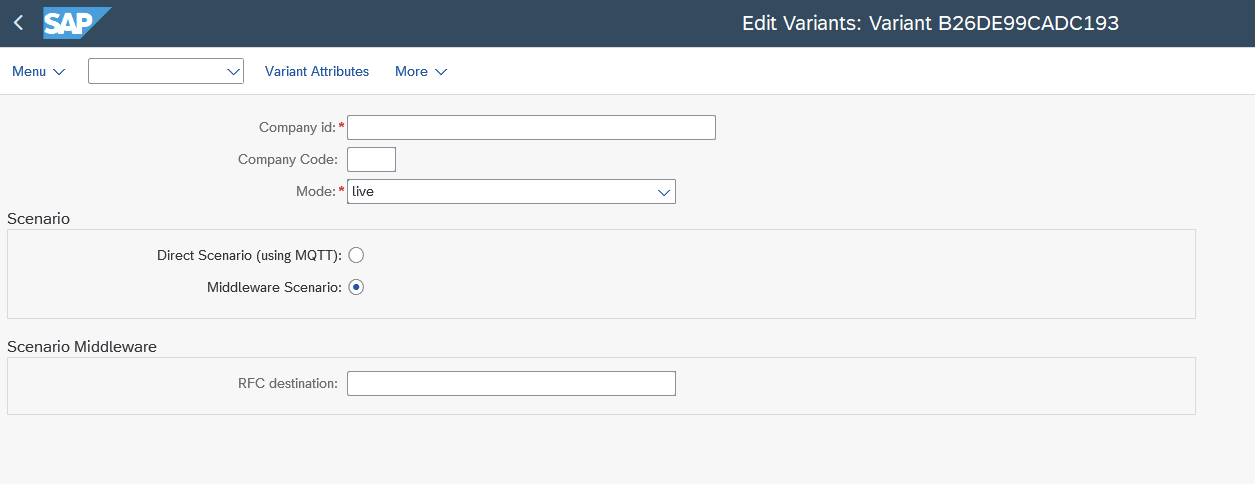 SAP Edit Variants: Variant B26DE99CADC193
Menu Variant Attributes More
Company id: *
Company Code:
Mode: * live
Scenario
Direct Scenario (using MQTT):
Middleware Scenario:
Scenario Middleware
RFC destination: